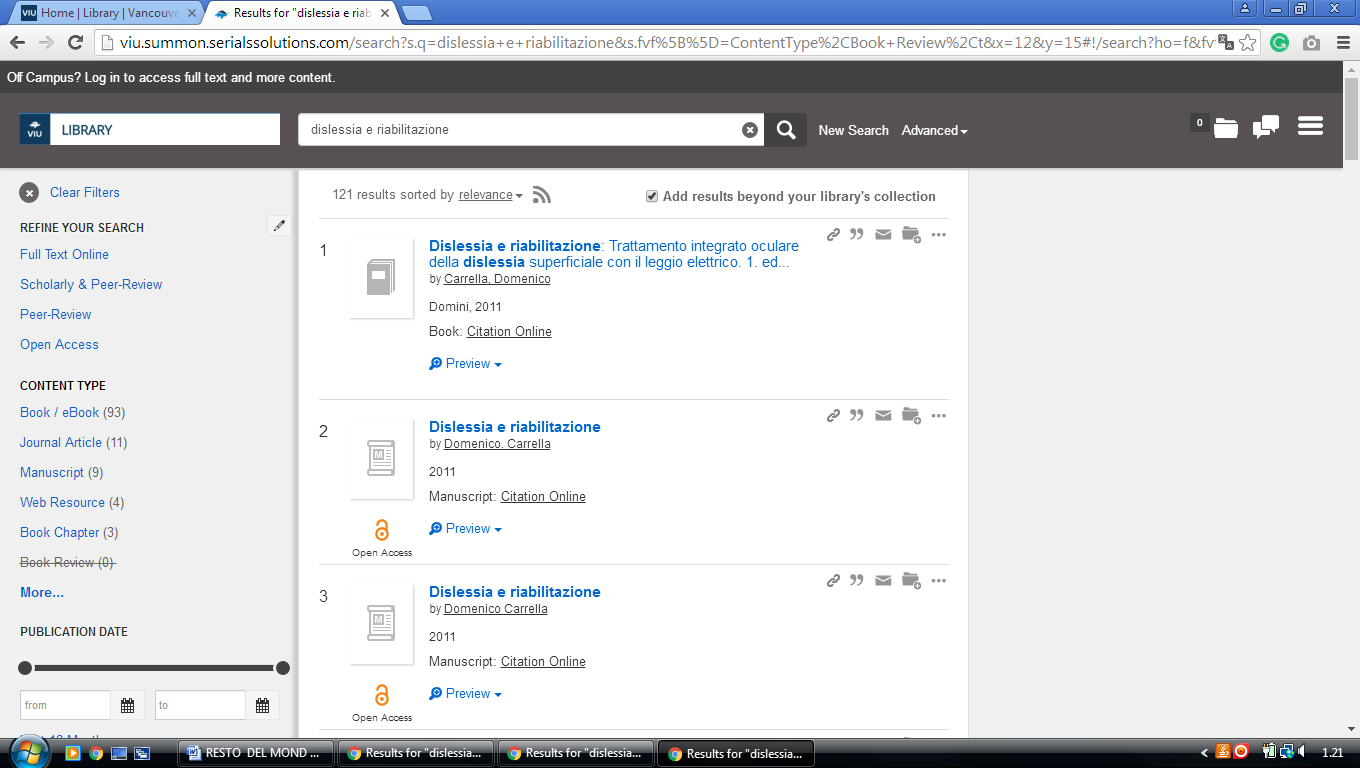 Home | Library | Vancouve
Results for "dislessia e riab
viu.summon.serialssolutions.com/search?s.q=dislessia+e+riabilitazione&s.fvf%5B%5D=ContentType%2CBook+Review%2Ct&x=12&y=15#!/search?ho=f&fvf
Off Campus? Log in to access full text and more content.
VIU LIBRARY
dislessia e riabilitazione
New Search
Advanced
0
Clear Filters
REFINE YOUR SEARCH
Full Text Online
Scholarly & Peer-Review
Peer-Review
Open Access
CONTENT TYPE
Book / eBook (93)
Journal Article (11)
Manuscript (9)
Web Resource (4)
Book Chapter (3)
Book Review (0)
More...
PUBLICATION DATE
from
to
121 results sorted by relevance
Add results beyond your library's collection
1
Dislessia e riabilitazione: Trattamento integrato oculare
della dislessia superficiale con il leggio elettrico. 1. ed...
by Carrella, Domenico
Domini, 2011
Book: Citation Online
Preview
2
Dislessia e riabilitazione
by Domenico. Carrella
2011
Manuscript: Citation Online
Preview
Open Access
3
Dislessia e riabilitazione
by Domenico Carrella
2011
Manuscript: Citation Online
Preview
Open Access
RESTO DEL MOND ...
Results for "dislessia...
Results for "dislessia...
Results for "dislessia...
1.21